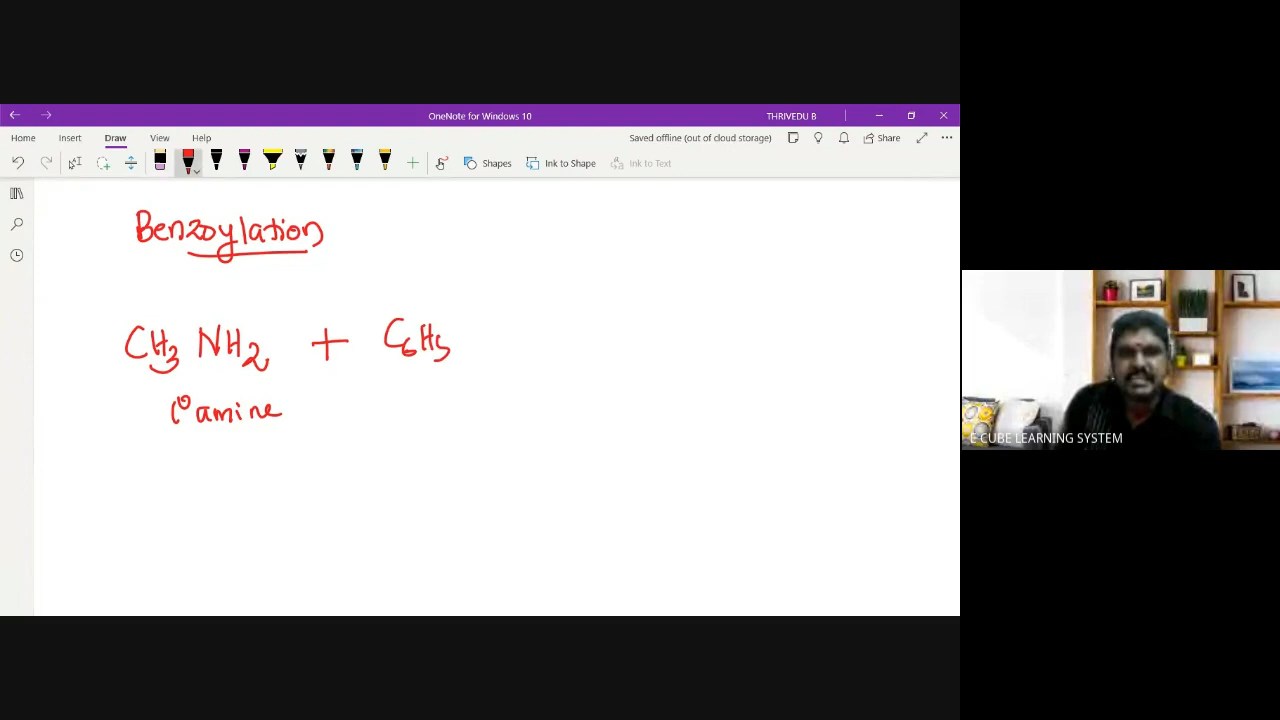 OneNote for Windows 10
THRIVEDU B
Home Insert Draw View Help
Saved offline (out of cloud storage)
Share
Shapes
Ink to Shape
Ink to Text
Benzoylation
CH3 NH2 + C6H5
1° amine
E CUBE LEARNING SYSTEM